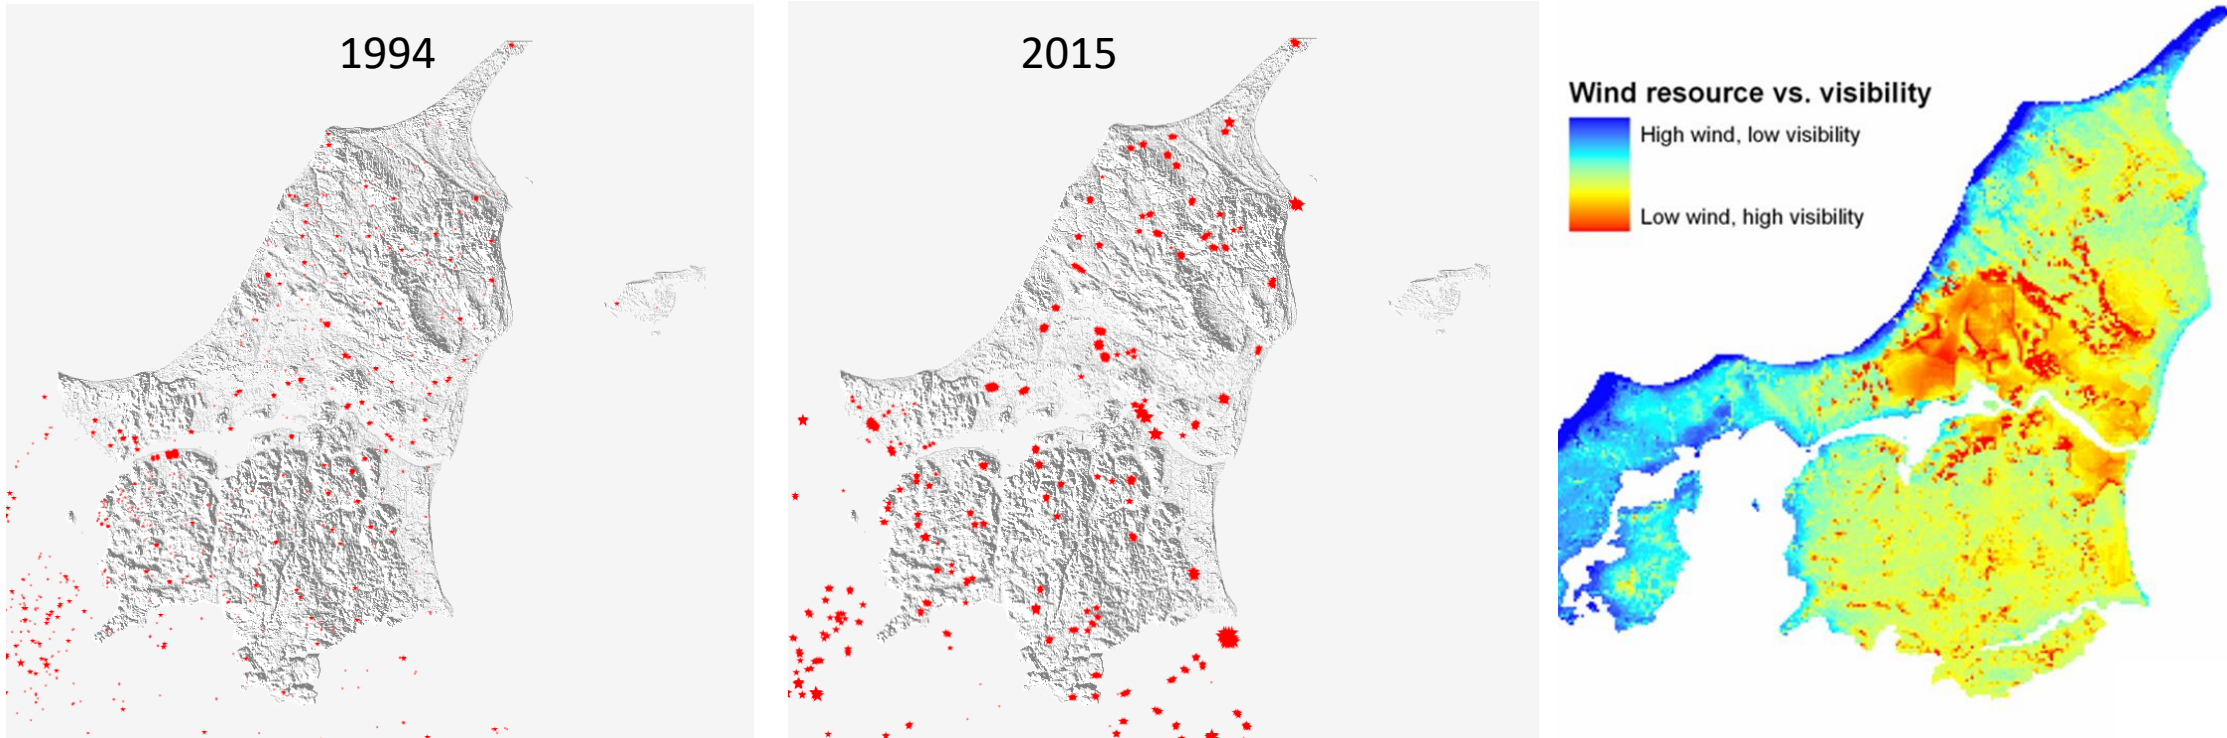 1994
2015
Wind resource vs. visibility
High wind, low visibility
Low wind, high visibility